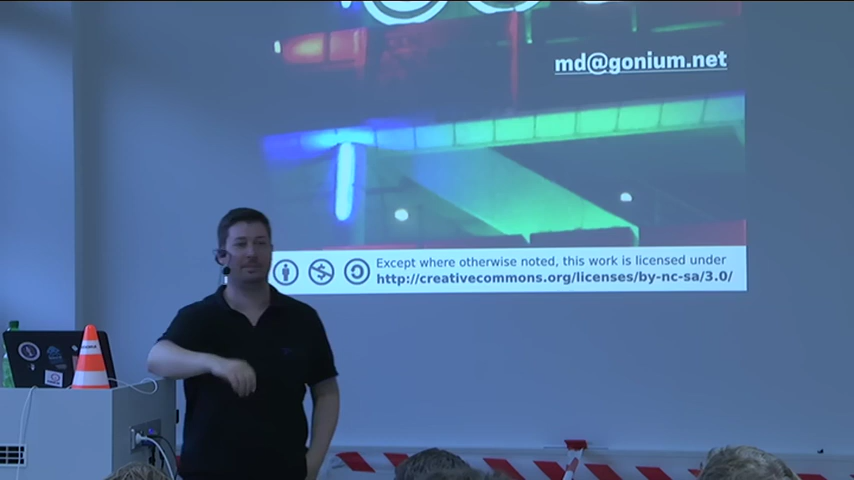 md@gonium.net
Except where otherwise noted, this work is licensed under
http://creativecommons.org/licenses/by-nc-sa/3.0/